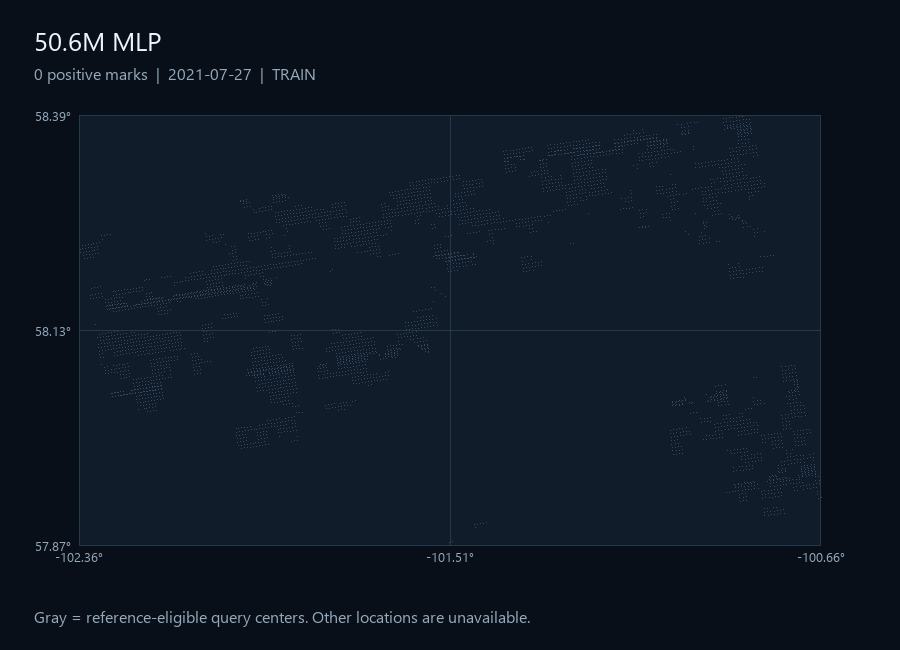 50.6M MLP
0 positive marks | 2021-07-27 | TRAIN
58.39°
58.13°
57.87°
-102.36° -101.51° -100.66°
Gray = reference-eligible query centers. Other locations are unavailable.